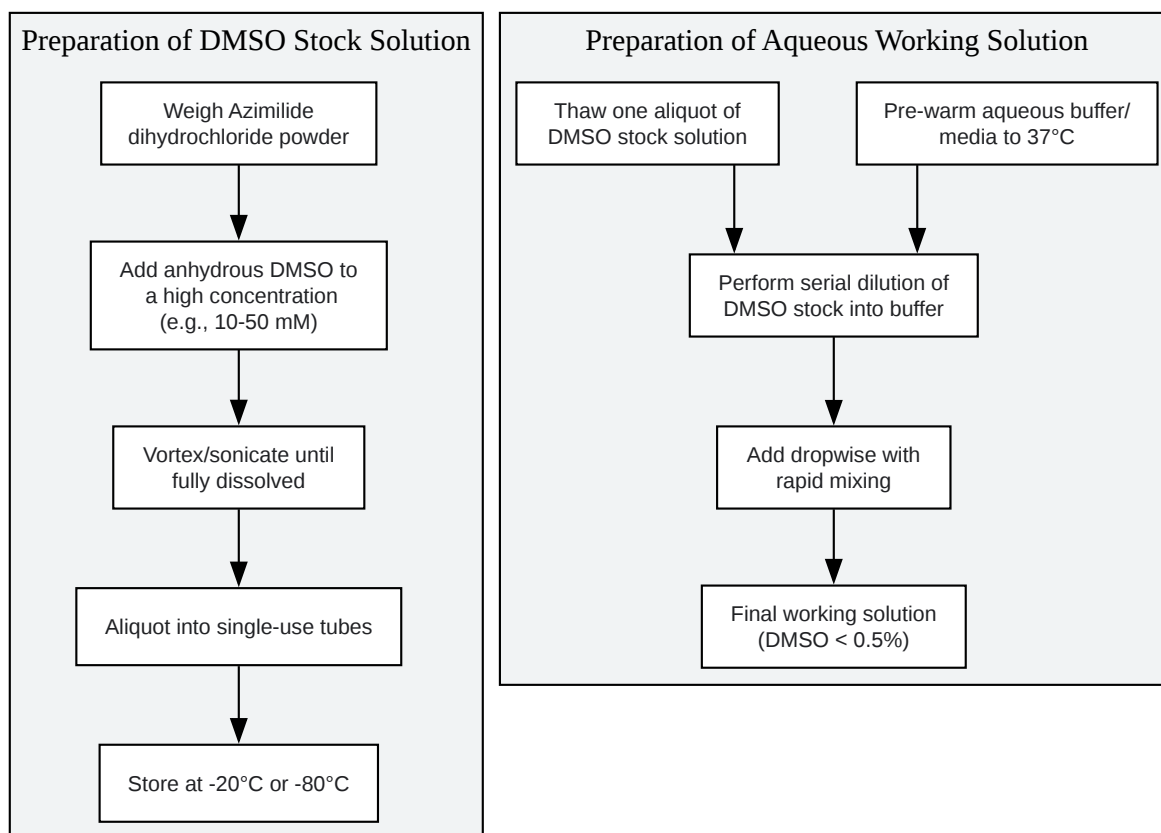 Preparation of DMSO Stock Solution
Weigh Azimilide
dihydrochloride powder
Add anhydrous DMSO to
a high concentration
(e.g., 10-50 mM)
Vortex/sonicate until
fully dissolved
Aliquot into single-use tubes
Store at -20°C or -80°C
Preparation of Aqueous Working Solution
Thaw one aliquot of
DMSO stock solution
Pre-warm aqueous buffer/
media to 37°C
Perform serial dilution of
DMSO stock into buffer
Add dropwise with
rapid mixing
Final working solution
(DMSO < 0.5%)